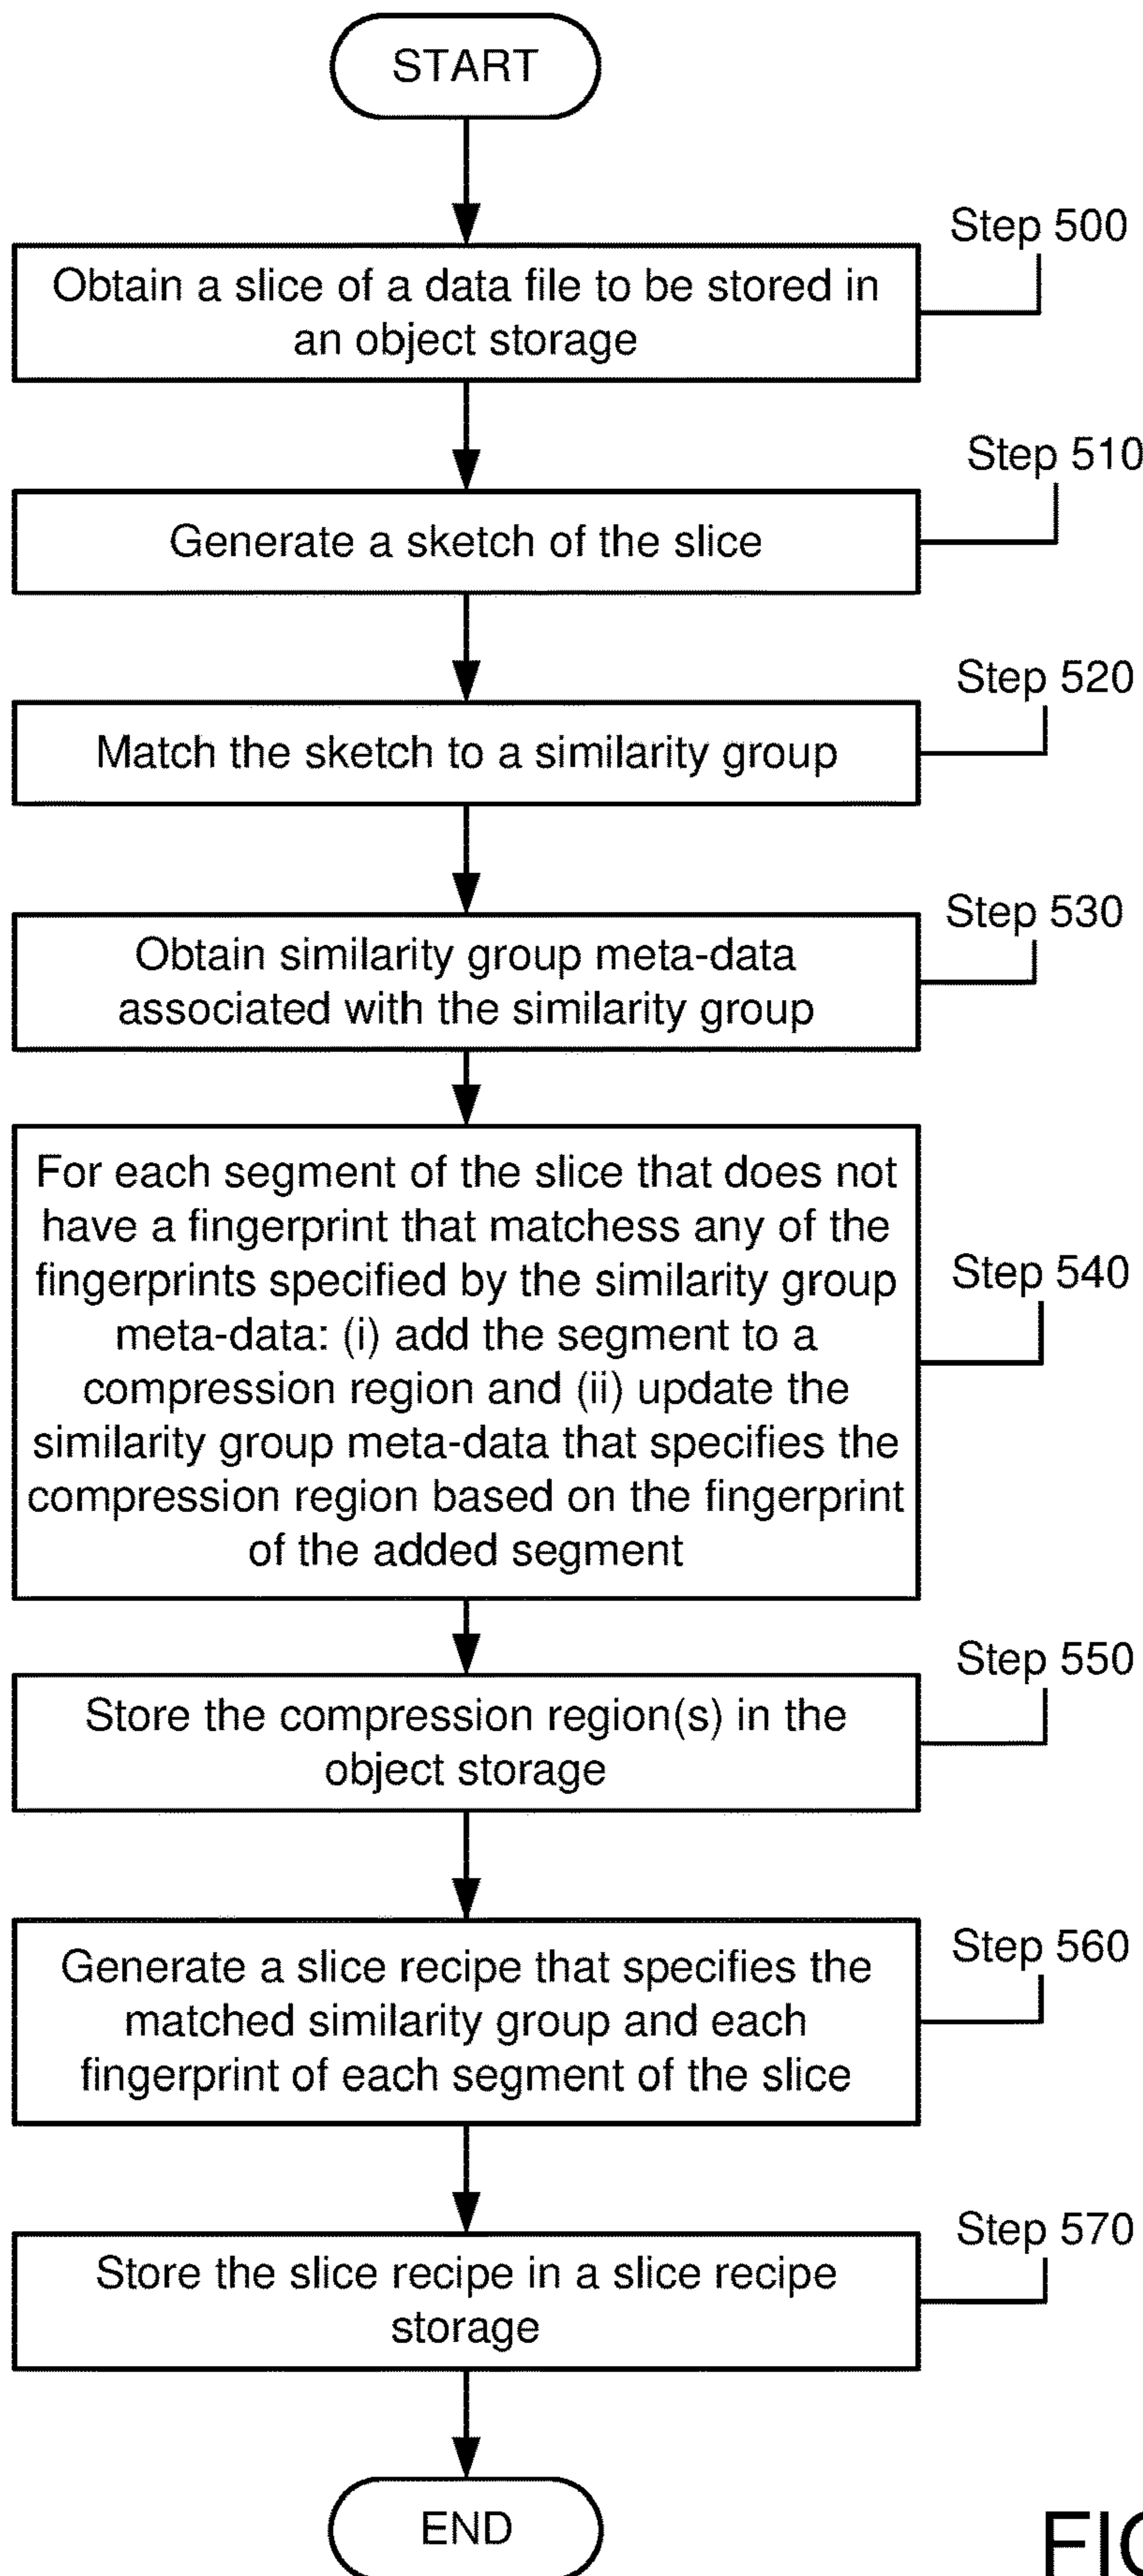 START
Step 500
Obtain a slice of a data file to be stored in
an object storage
Step 510
Generate a sketch of the slice
Step 520
Match the sketch to a similarity group
Step 530
Obtain similarity group meta-data
associated with the similarity group
For each segment of the slice that does not
have a fingerprint that matchess any of the
fingerprints specified by the similarity group
meta-data: (i) add the segment to a
compression region and (ii) update the
similarity group meta-data that specifies the
compression region based on the fingerprint
of the added segment
Step 540
Step 550
Store the compression region(s) in the
object storage
Step 560
Generate a slice recipe that specifies the
matched similarity group and each
fingerprint of each segment of the slice
Step 570
Store the slice recipe in a slice recipe
storage
END